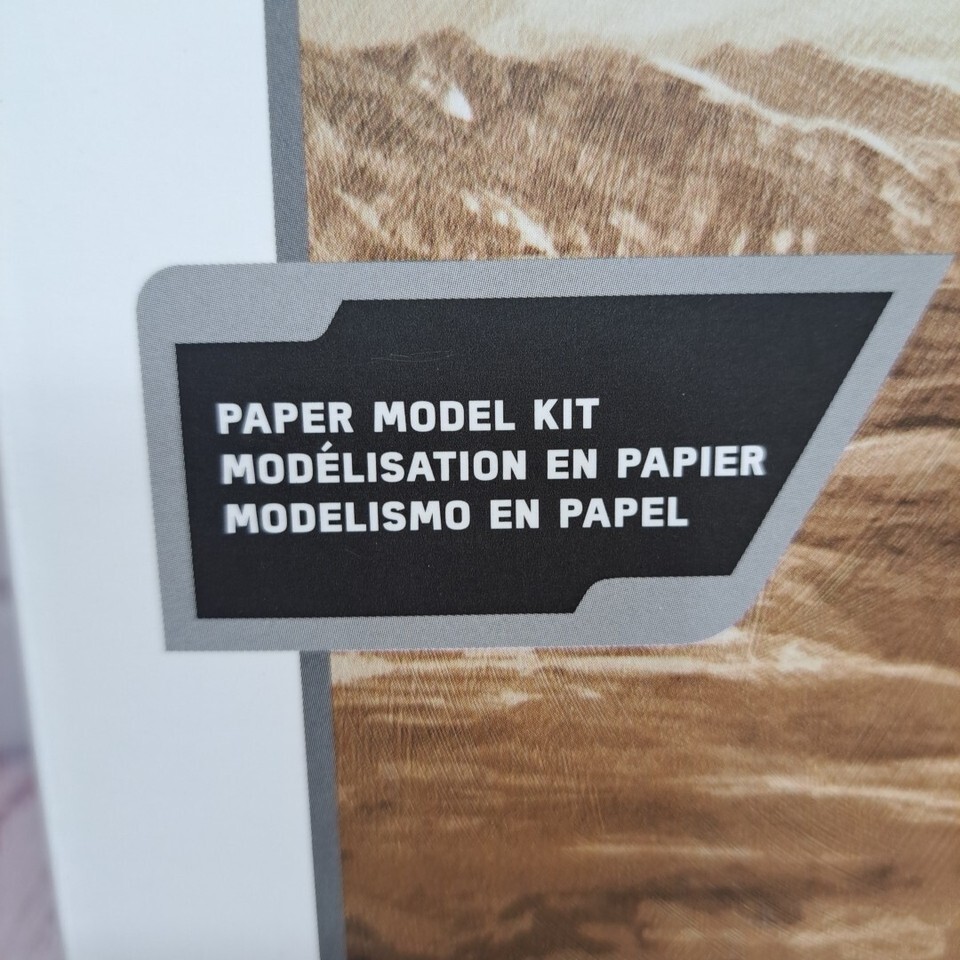 PAPER MODEL KIT
MODÉLISATION EN PAPIER
MODELISMO EN PAPEL